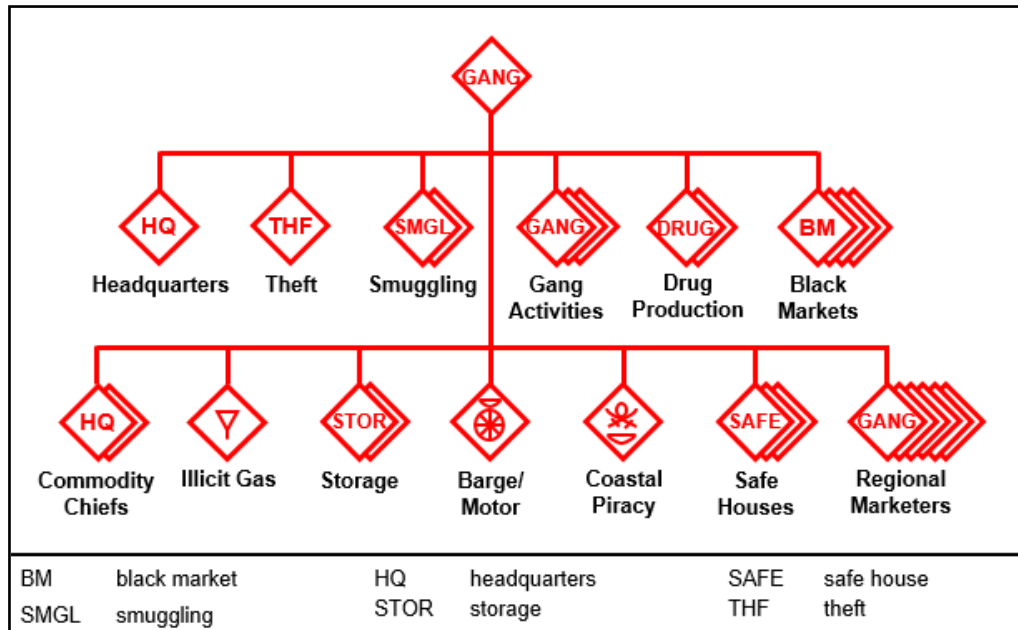 GANG
HQ THF SMGL GANG DRUG BM
Headquarters Theft Smuggling Gang Drug Black
Activities Production Markets
HQ STOR SAFE GANG
Commodity Illicit Gas Storage Barge/ Coastal Safe Regional
Chiefs Motor Piracy Houses Marketers
BM black market HQ headquarters SAFE safe house
SMGL smuggling STOR storage THF theft